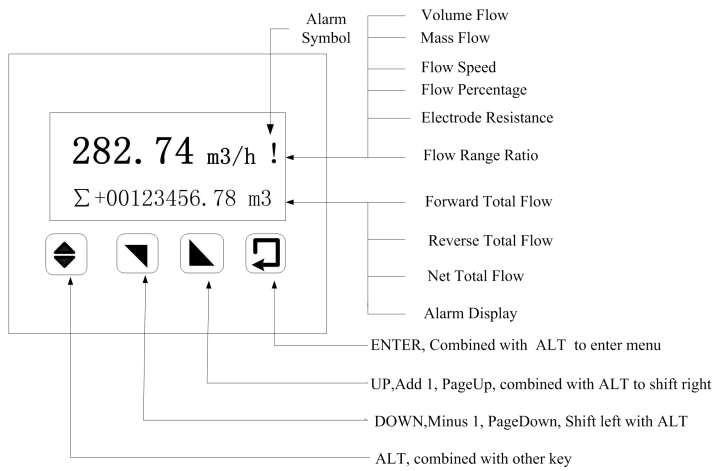 Alarm
Symbol
Volume Flow
Mass Flow
Flow Speed
Flow Percentage
Electrode Resistance
Flow Range Ratio
282.74 m3/h !
Σ+00123456.78 m3
Forward Total Flow
Reverse Total Flow
Net Total Flow
Alarm Display
ENTER, Combined with ALT to enter menu
UP,Add 1, PageUp, combined with ALT to shift right
DOWN,Minus 1, PageDown, Shift left with ALT
ALT, combined with other key